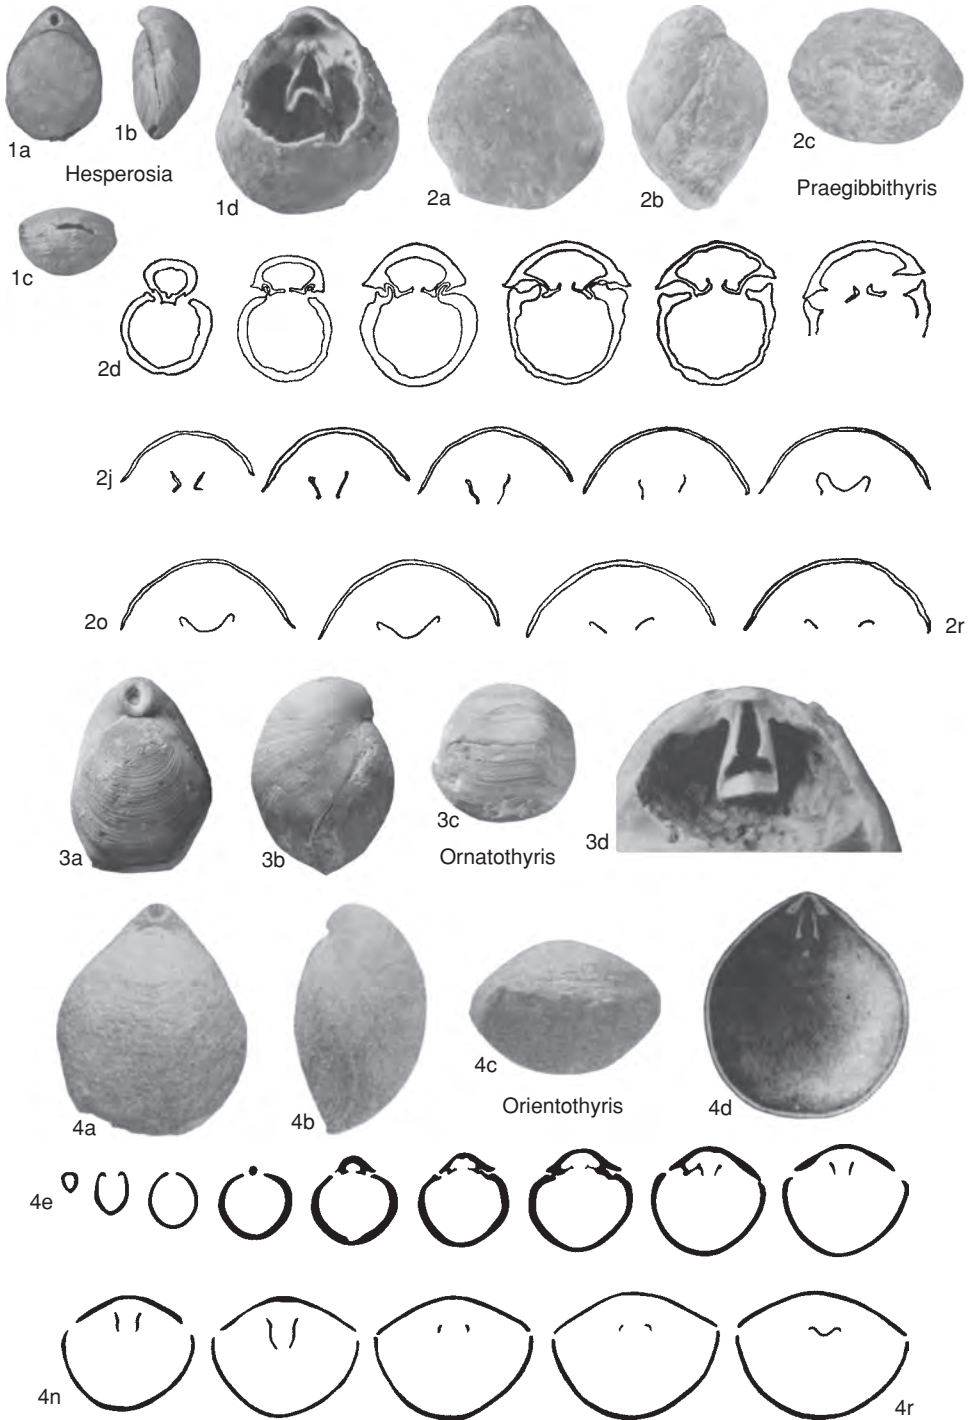 1a
1b
Hesperosia
1c
1d
2a
2b
2c
Praegibbithyris
2d
2j
2o
2r
3a
3b
3c
Ornatothyris
3d
4a
4b
4c
Orientothyris
4d
4e
4n
4r